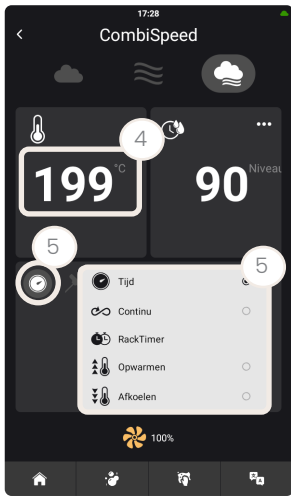 17:28
CombiSpeed
4
199 °C
90 Niveau
5
5
Tijd
Continu
RackTimer
Opwarmen
Afkoelen
100%